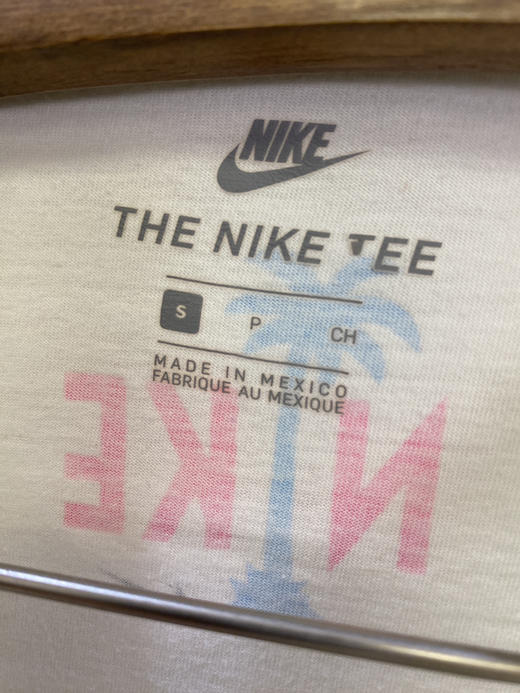 NIKE
THE NIKE TEE
S P CH
MADE IN MEXICO
FABRIQUE AU MEXIQUE
NIKE